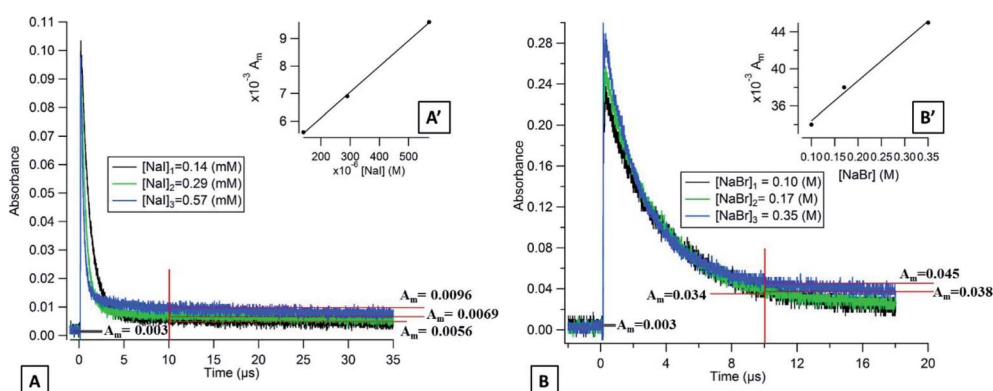 0.11
0.10
0.09
0.08
0.07
0.06
0.05
0.04
0.03
0.02
0.01
0.00
Absorbance
0 5 10 15 20 25 30 35
Time (µs)
[NaI]₁=0.14 (mM)
[NaI]₂=0.29 (mM)
[NaI]₃=0.57 (mM)
Aₘ= 0.003
Aₘ= 0.0096
Aₘ= 0.0069
Aₘ= 0.0056
A
9
8
7
6
x10⁻³ Aₘ
200 300 400 500
x10⁻⁶ [NaI] (M)
A’
0.28
0.24
0.20
0.16
0.12
0.08
0.04
0.00
Absorbance
0 4 8 12 16 20
Time (µs)
[NaBr]₁ = 0.10 (M)
[NaBr]₂ = 0.17 (M)
[NaBr]₃ = 0.35 (M)
Aₘ=0.034
Aₘ=0.003
Aₘ=0.045
Aₘ=0.038
B
44
40
36
x10⁻³ Aₘ
0.10 0.15 0.20 0.25 0.30 0.35
[NaBr] (M)
B’